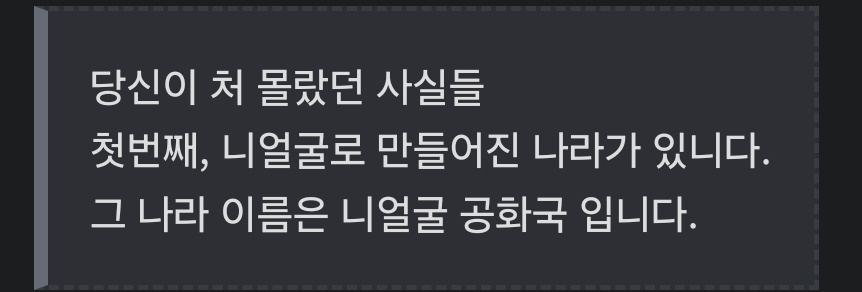 당신이 처 몰랐던 사실들
첫번째, 니얼굴로 만들어진 나라가 있습니다.
그 나라 이름은 니얼굴 공화국 입니다.